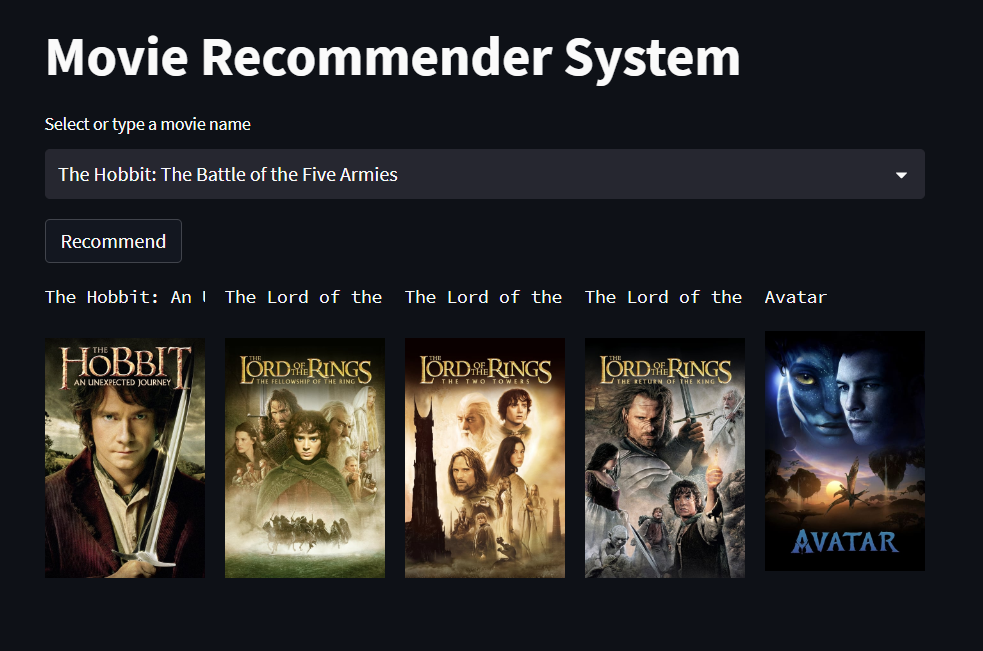 Movie Recommender System
Select or type a movie name
The Hobbit: The Battle of the Five Armies
Recommend
The Hobbit: An
The Lord of the
The Lord of the
The Lord of the
Avatar
THE
HOBBIT
AN UNEXPECTED JOURNEY
THE
LORD OF THE RINGS
THE FELLOWSHIP OF THE RING
THE
LORD OF THE RINGS
THE TWO TOWERS
THE
LORD OF THE RINGS
THE RETURN OF THE KING
AVATAR